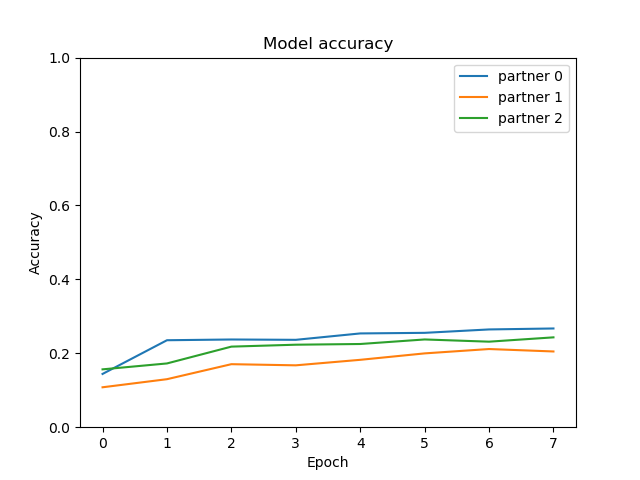 Model accuracy
1.0
0.8
0.6
0.4
0.2
0.0
Accuracy
partner 0
partner 1
partner 2
0 1 2 3 4 5 6 7
Epoch